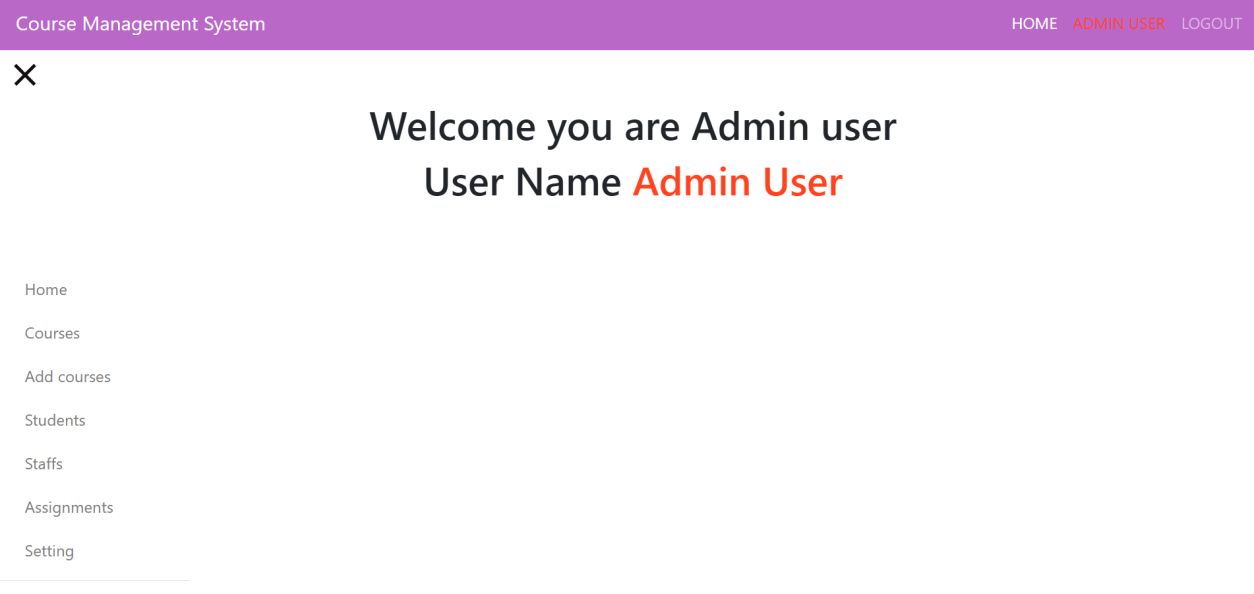 Course Management System HOME ADMIN USER LOGOUT
Welcome you are Admin user
User Name Admin User
Home
Courses
Add courses
Students
Staffs
Assignments
Setting